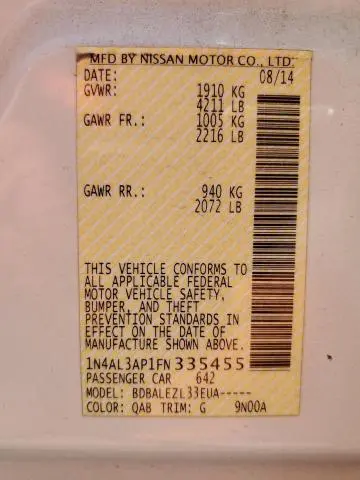 MFD BY NISSAN MOTOR CO., LTD.
DATE: 08/14
GVWR: 1910 KG
4211 LB
GAWR FR.: 1005 KG
2216 LB
GAWR RR.: 940 KG
2072 LB
THIS VEHICLE CONFORMS TO
ALL APPLICABLE FEDERAL
MOTOR VEHICLE SAFETY,
BUMPER, AND THEFT
PREVENTION STANDARDS IN
EFFECT ON THE DATE OF
MANUFACTURE SHOWN ABOVE.
1N4AL3AP1FN335455
PASSENGER CAR 642
MODEL: BDBALEZL33EUA-----
COLOR: QAB TRIM: G 9N00A